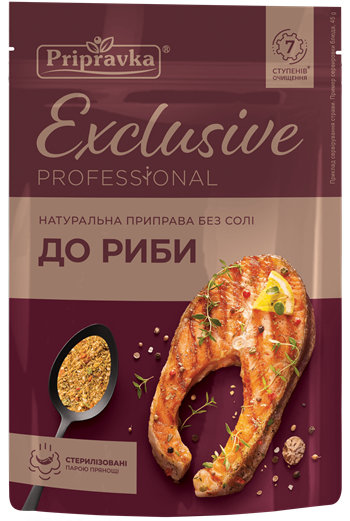 Pripravka®
7
СТУПЕНІВ
ОЧИЩЕННЯ
Exclusive
PROFESSIONAL
НАТУРАЛЬНА ПРИПРАВА БЕЗ СОЛІ
ДО РИБИ
СТЕРИЛІЗОВАНІ
ПАРОЮ ПРЯНОЩІ